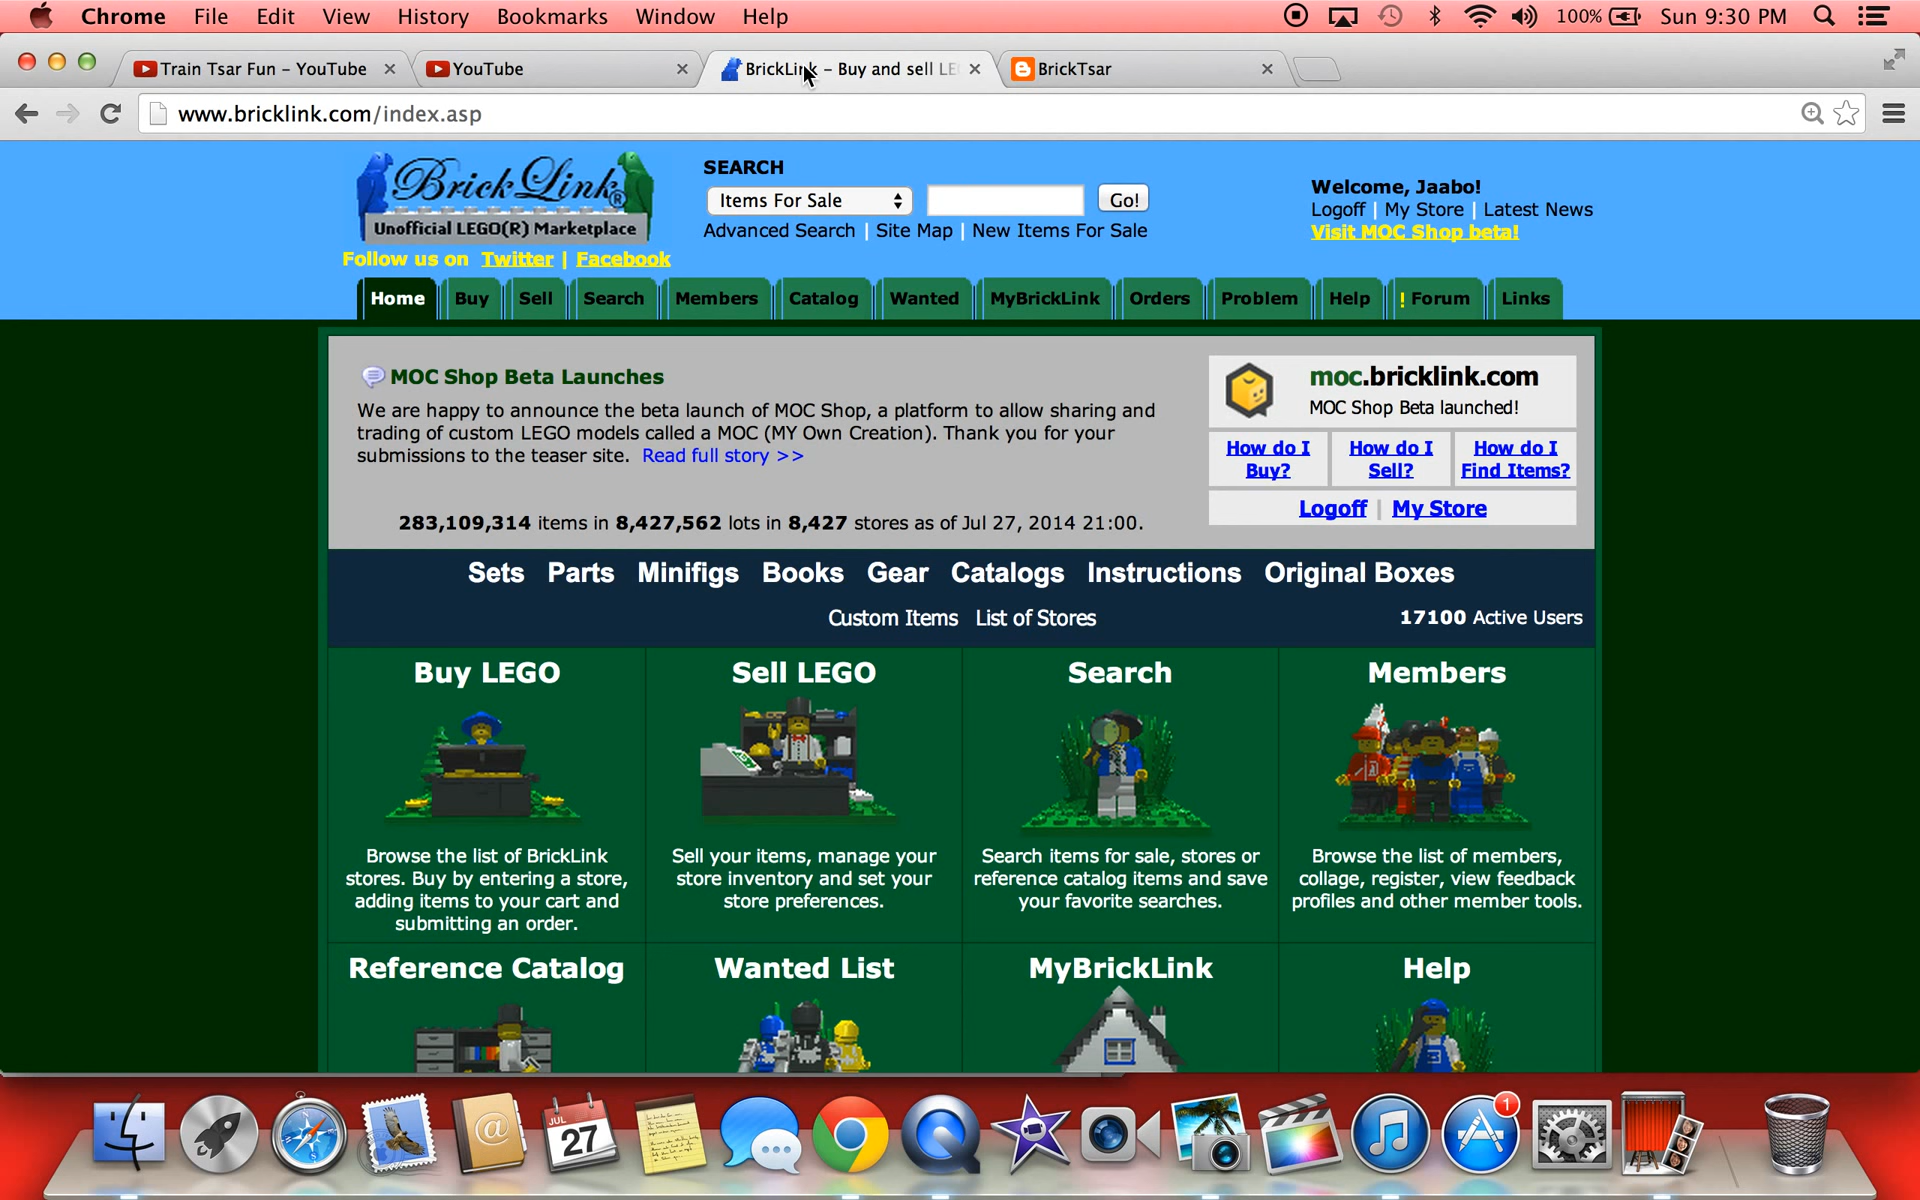 Chrome File Edit View History Bookmarks Window Help 100% Sun 9:30 PM
Train Tsar Fun - YouTube YouTube BrickLink - Buy and sell LE BrickTsar
www.bricklink.com/index.asp
BrickLink®
Unofficial LEGO(R) Marketplace
Follow us on Twitter | Facebook
SEARCH
Items For Sale Go!
Advanced Search | Site Map | New Items For Sale
Welcome, Jaabo!
Logoff | My Store | Latest News
Visit MOC Shop beta!
Home Buy Sell Search Members Catalog Wanted MyBrickLink Orders Problem Help ! Forum Links
MOC Shop Beta Launches
We are happy to announce the beta launch of MOC Shop, a platform to allow sharing and
trading of custom LEGO models called a MOC (MY Own Creation). Thank you for your
submissions to the teaser site. Read full story >>
283,109,314 items in 8,427,562 lots in 8,427 stores as of Jul 27, 2014 21:00.
moc.bricklink.com
MOC Shop Beta launched!
How do I
Buy?
How do I
Sell?
How do I
Find Items?
Logoff | My Store
Sets Parts Minifigs Books Gear Catalogs Instructions Original Boxes
Custom Items List of Stores 17100 Active Users
Buy LEGO
Browse the list of BrickLink
stores. Buy by entering a store,
adding items to your cart and
submitting an order.
Sell LEGO
Sell your items, manage your
store inventory and set your
store preferences.
Search
Search items for sale, stores or
reference catalog items and save
your favorite searches.
Members
Browse the list of members,
collage, register, view feedback
profiles and other member tools.
Reference Catalog Wanted List MyBrickLink Help
JUL
27
1